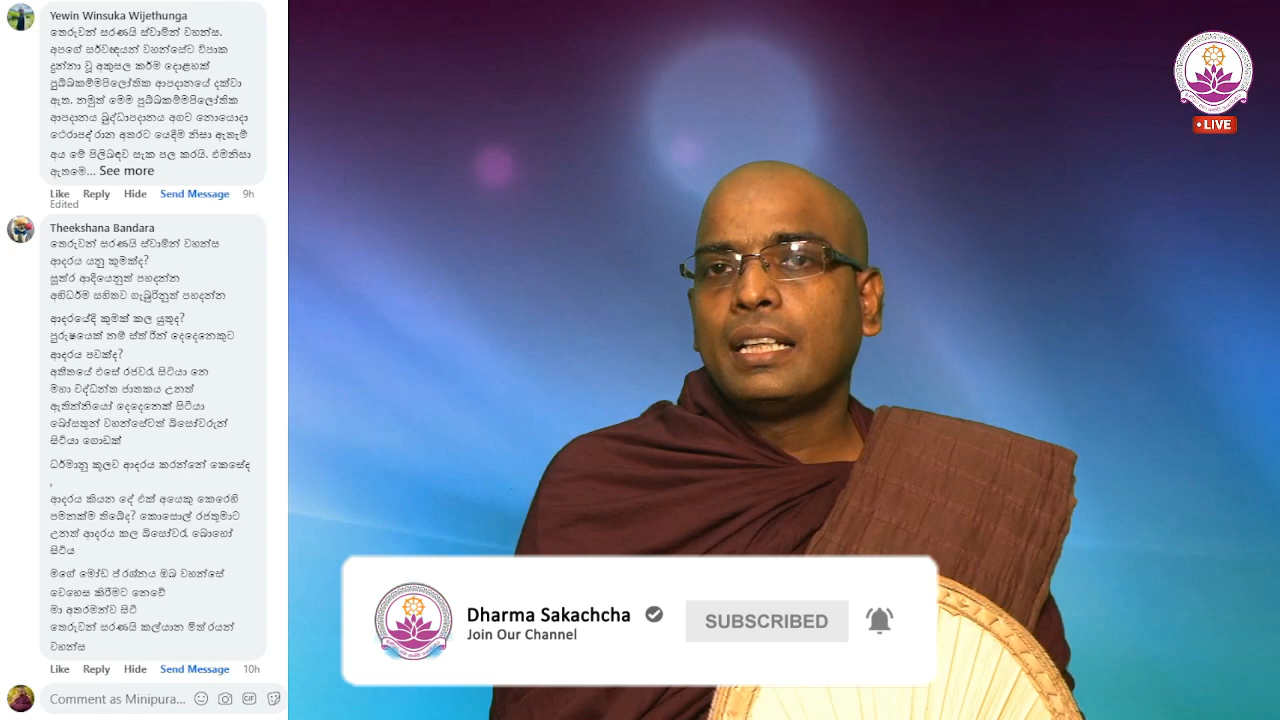 Yewin Winsuka Wijethunga
තෙරුවන් සරණයි ස්වාමින් වහන්ස.
අපගේ සර්වඥයන් වහන්සේට විපාක
දුන්නා වූ අකුසල කර්ම දොළහක්
පුබ්බකම්මපිලෝතික ආපදානයේ දක්වා
ඇත. නමුත් මෙම පුබ්බකම්මපිලෝතික
ආපදානය බුද්ධාපදානය අගට නොයොදා
ථෙරාපද් රාන අතරට යෙදීම නිසා ඇතැම්
අය මේ පිලිබඳව සැක පල කරයි. එමනිසා
ඇතමෙ... See more
Like Reply Hide Send Message 9h
Edited
Theekshana Bandara
තෙරුවන් සරණයි ස්වාමින් වහන්ස
ආදරය යනු කුමක්ද?
සූත්ර ආදීයෙනුත් පහදන්න
අභිධර්ම සහිතව ගැඹුරිනුත් පහදන්න
ආදරයේදි කුමක් කල යුතුද?
පුරුෂයෙක් නම් ස්ත්‍රීන් දෙදෙනෙකුට
ආදරය පවක්ද?
අතීතයේ එසේ රජවරු සිටියා නෙ
මහා චද්ධන්ත ජාතකය උනත්
ඇතින්නියෝ දෙදෙනෙක් සිටියා
බෝසතුන් වහන්සේටත් බිසෝවරුන්
සිටියා ගොඩක්
ධර්මානු කූලව ආදරය කරන්නේ කෙසේද
,
ආදරය කියන දේ එක් අයෙකු කෙරෙහි
පමනක්ම තිබේද? කොසොල් රජතුමාට
උනත් ආදරය කල බිසෝවරු බොහෝ
සිටිය
මගේ මෝඩ ප්‍රශ්නය ඔබ වහන්සේ
වෙහෙස කිරීමට නෙවේ
මා අතරමන්ව සිටී
තෙරුවන් සරණයි කල්යාන මිත්‍රයන්
වහන්ස
Like Reply Hide Send Message 10h
Comment as Minipura...
LIVE
Dharma Sakachcha
Join Our Channel
SUBSCRIBED